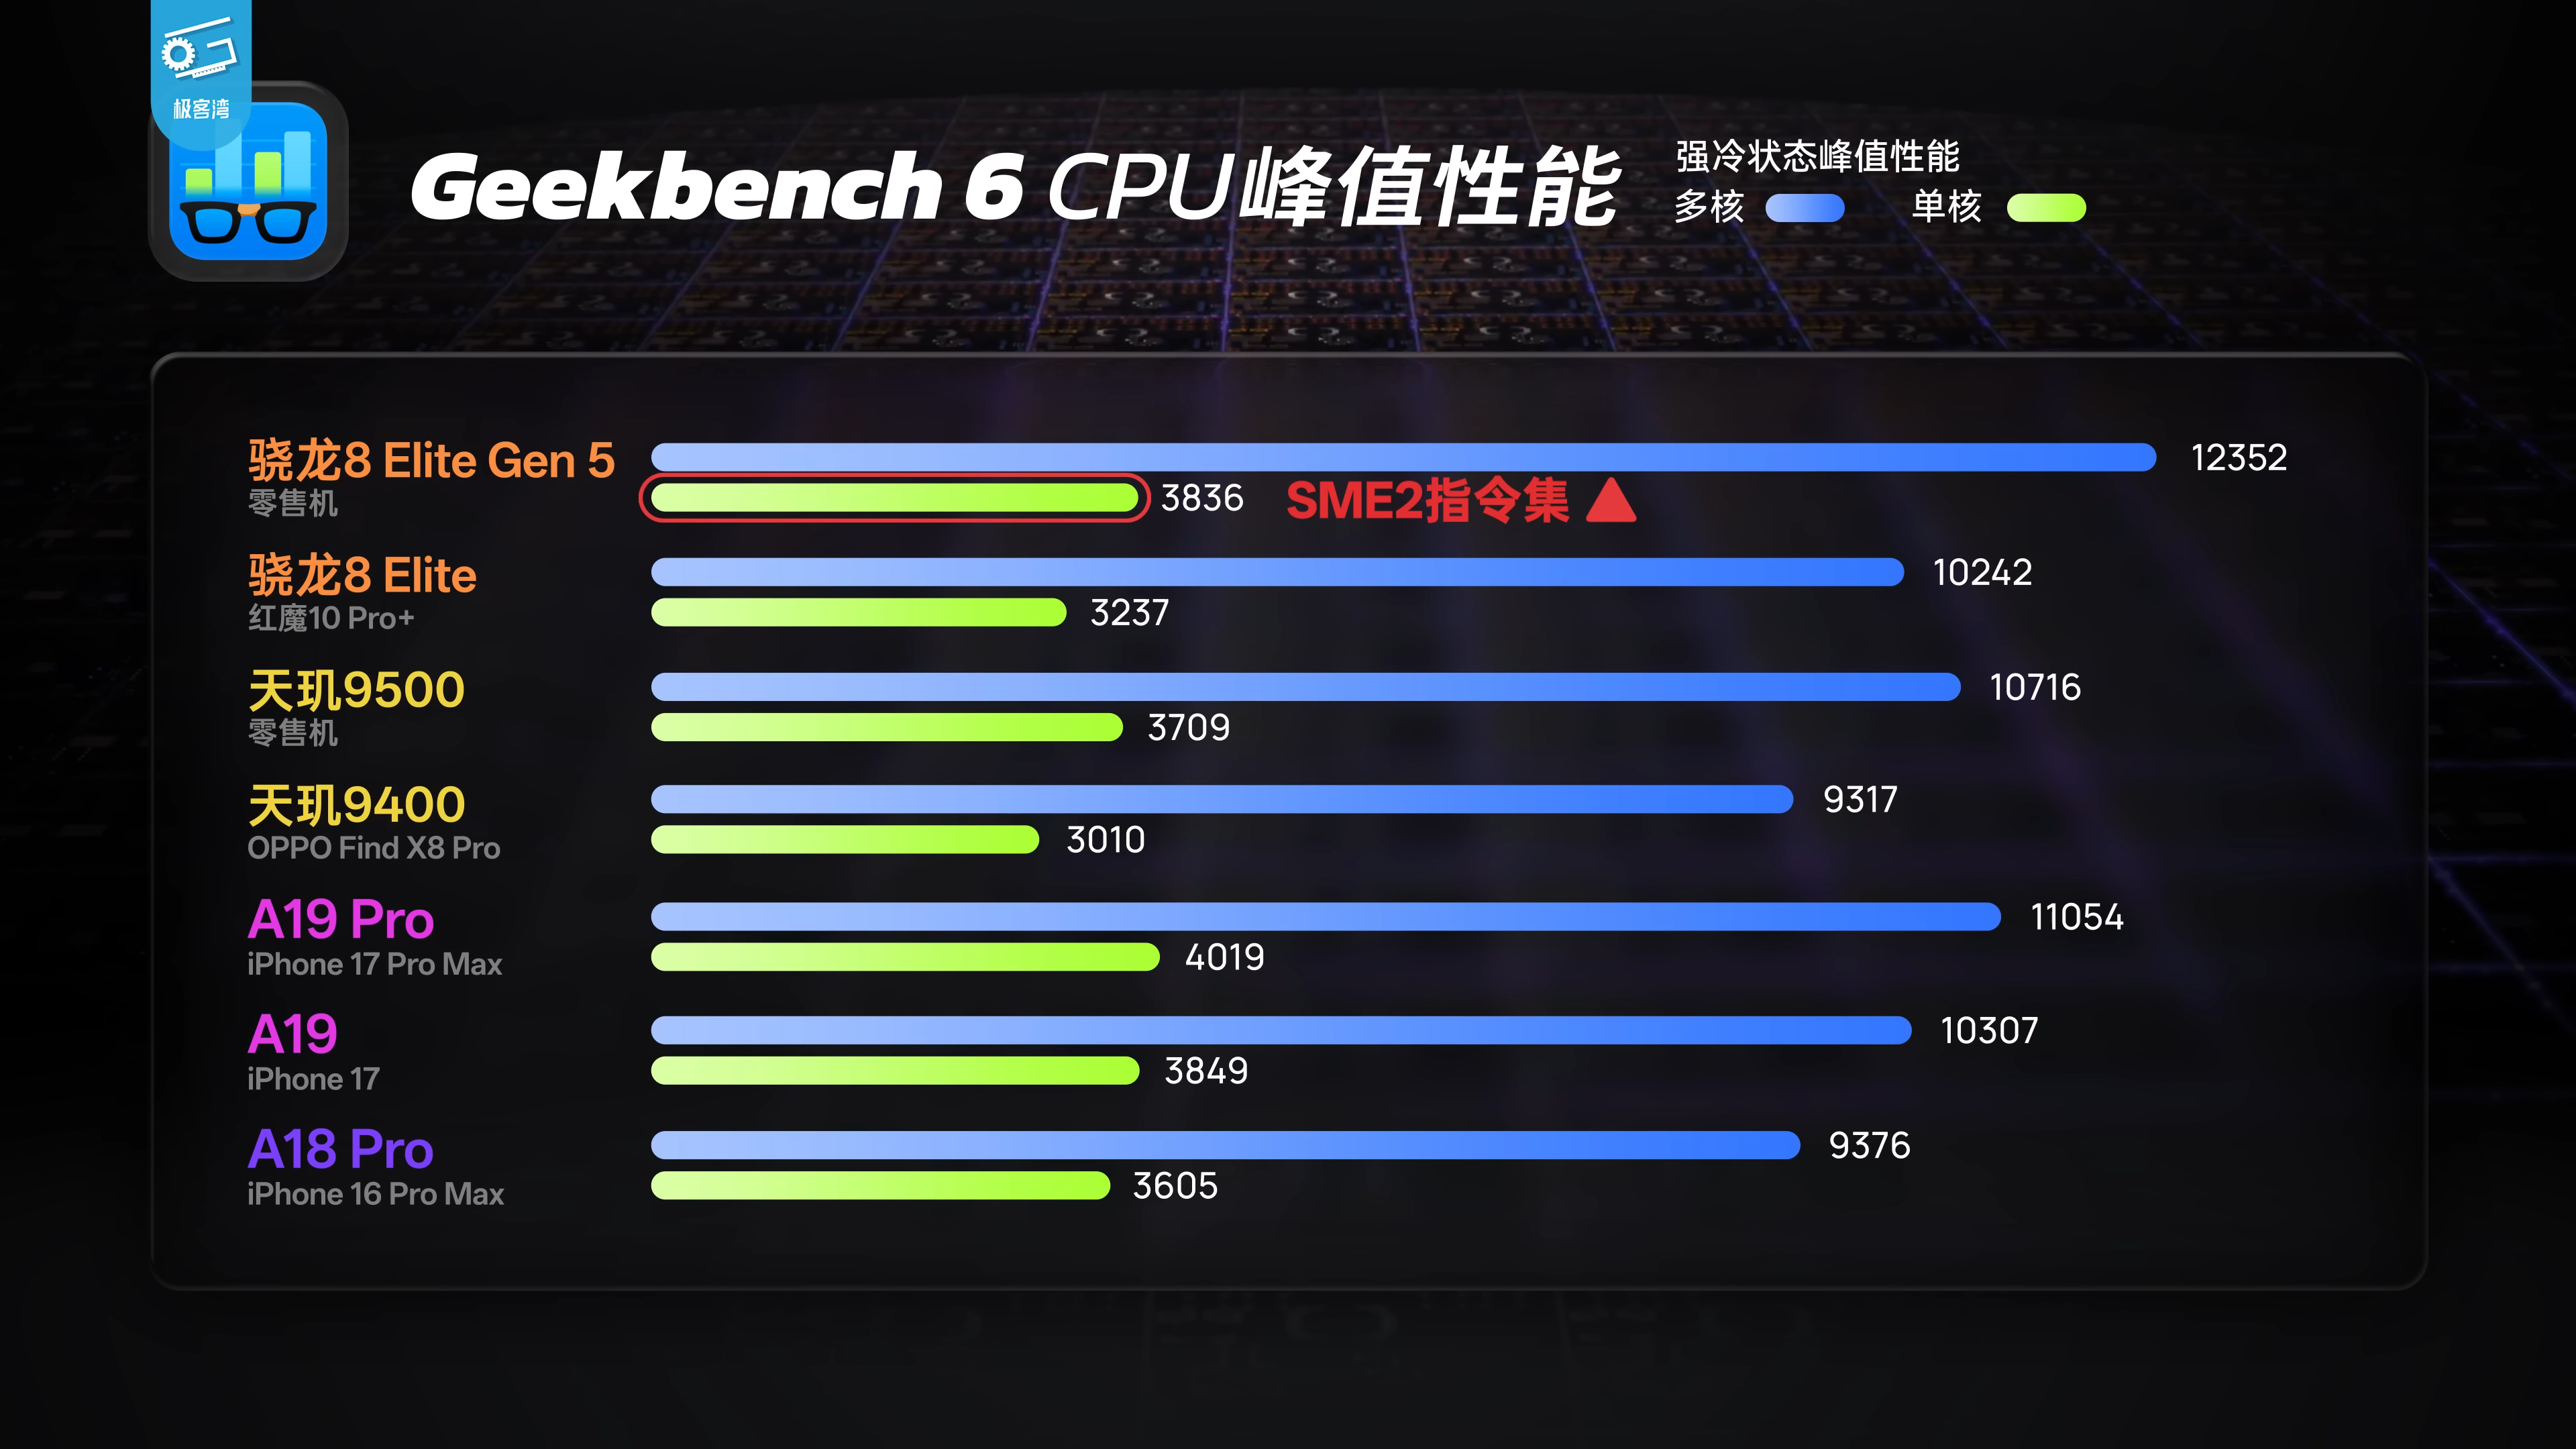 极客湾
Geekbench 6 CPU峰值性能
强冷状态峰值性能
多核 单核
骁龙8 Elite Gen 5
零售机
12352
3836 SME2指令集
骁龙8 Elite
红魔10 Pro+
10242
3237
天玑9500
零售机
10716
3709
天玑9400
OPPO Find X8 Pro
9317
3010
A19 Pro
iPhone 17 Pro Max
11054
4019
A19
iPhone 17
10307
3849
A18 Pro
iPhone 16 Pro Max
9376
3605